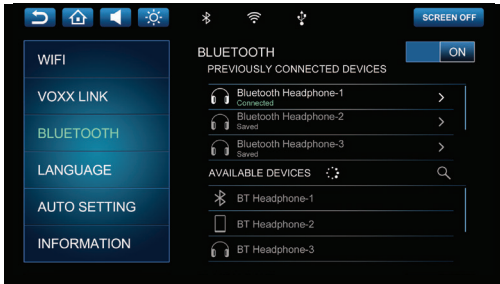 SCREEN OFF
WIFI
VOXX LINK
BLUETOOTH
LANGUAGE
AUTO SETTING
INFORMATION
BLUETOOTH
ON
PREVIOUSLY CONNECTED DEVICES
Bluetooth Headphone-1
Connected
Bluetooth Headphone-2
Saved
Bluetooth Headphone-3
Saved
AVAILABLE DEVICES
BT Headphone-1
BT Headphone-2
BT Headphone-3